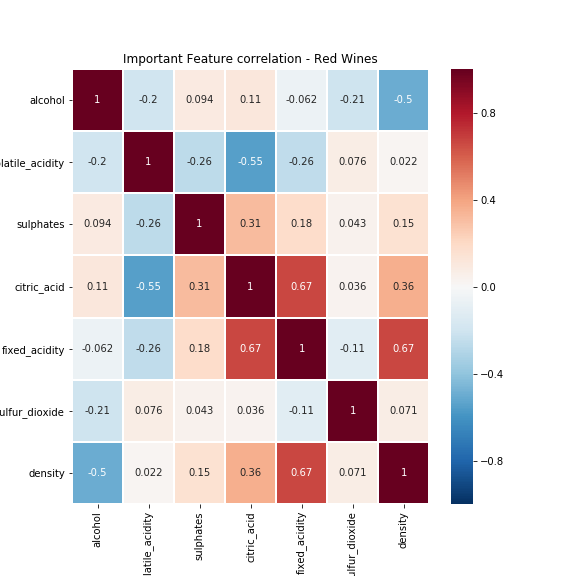 Important Feature correlation - Red Wines
alcohol 1 -0.2 0.094 0.11 -0.062 -0.21 -0.5
olatile_acidity -0.2 1 -0.26 -0.55 -0.26 0.076 0.022
sulphates 0.094 -0.26 1 0.31 0.18 0.043 0.15
citric_acid 0.11 -0.55 0.31 1 0.67 0.036 0.36
fixed_acidity -0.062 -0.26 0.18 0.67 1 -0.11 0.67
ulfur_dioxide -0.21 0.076 0.043 0.036 -0.11 1 0.071
density -0.5 0.022 0.15 0.36 0.67 0.071 1
alcohol
latile_acidity
sulphates
citric_acid
fixed_acidity
ulfur_dioxide
density
0.8
0.4
0.0
−0.4
−0.8